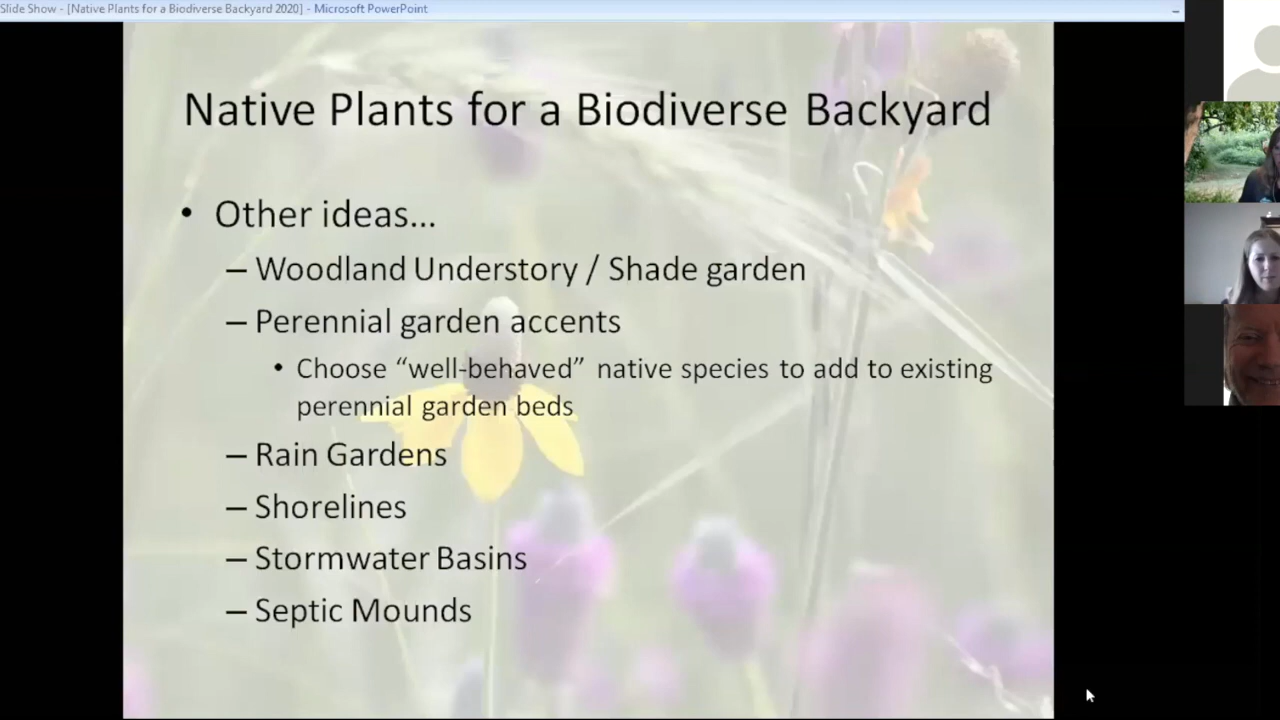 Slide Show - [Native Plants for a Biodiverse Backyard 2020] - Microsoft PowerPoint
Native Plants for a Biodiverse Backyard
• Other ideas...
– Woodland Understory / Shade garden
– Perennial garden accents
• Choose “well-behaved” native species to add to existing
perennial garden beds
– Rain Gardens
– Shorelines
– Stormwater Basins
– Septic Mounds